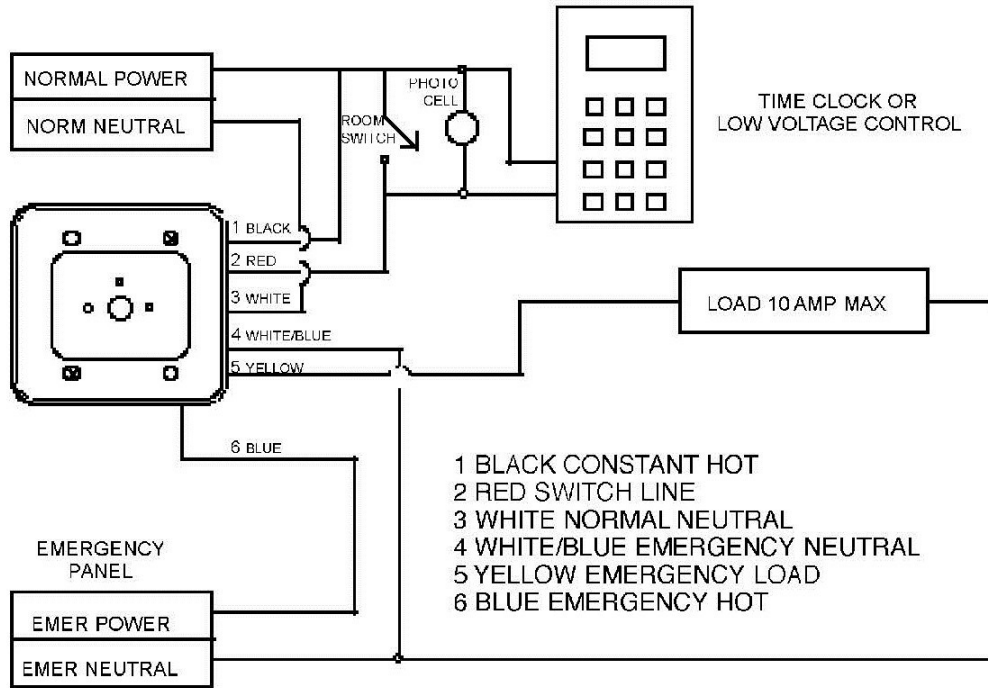 NORMAL POWER
NORM NEUTRAL
ROOM
SWITCH
PHOTO
CELL
TIME CLOCK OR
LOW VOLTAGE CONTROL
1 BLACK
2 RED
3 WHITE
4 WHITE/BLUE
5 YELLOW
6 BLUE
LOAD 10 AMP MAX
1 BLACK CONSTANT HOT
2 RED SWITCH LINE
3 WHITE NORMAL NEUTRAL
4 WHITE/BLUE EMERGENCY NEUTRAL
5 YELLOW EMERGENCY LOAD
6 BLUE EMERGENCY HOT
EMERGENCY
PANEL
EMER POWER
EMER NEUTRAL